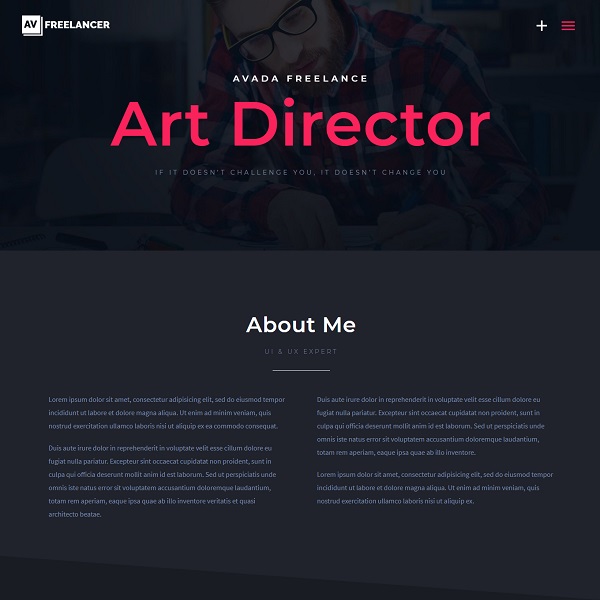 AV FREELANCER
AVADA FREELANCE
Art Director
IF IT DOESN'T CHALLENGE YOU, IT DOESN'T CHANGE YOU
About Me
UI & UX EXPERT
Lorem ipsum dolor sit amet, consectetur adipisicing elit, sed do eiusmod tempor
incididunt ut labore et dolore magna aliqua. Ut enim ad minim veniam, quis
nostrud exercitation ullamco laboris nisi ut aliquip ex ea commodo consequat.
Duis aute irure dolor in reprehenderit in voluptate velit esse cillum dolore eu
fugiat nulla pariatur. Excepteur sint occaecat cupidatat non proident, sunt in
culpa qui officia deserunt mollit anim id est laborum. Sed ut perspiciatis unde
omnis iste natus error sit voluptatem accusantium doloremque laudantium,
totam rem aperiam, eaque ipsa quae ab illo inventore veritatis et quasi
architecto beatae.
Duis aute irure dolor in reprehenderit in voluptate velit esse cillum dolore eu
fugiat nulla pariatur. Excepteur sint occaecat cupidatat non proident, sunt in
culpa qui officia deserunt mollit anim id est laborum. Sed ut perspiciatis unde
omnis iste natus error sit voluptatem accusantium doloremque laudantium,
totam rem aperiam, eaque ipsa quae ab illo inventore.
Lorem ipsum dolor sit amet, consectetur adipisicing elit, sed do eiusmod tempor
incididunt ut labore et dolore magna aliqua. Ut enim ad minim veniam, quis
nostrud exercitation ullamco laboris nisi ut aliquip ex.